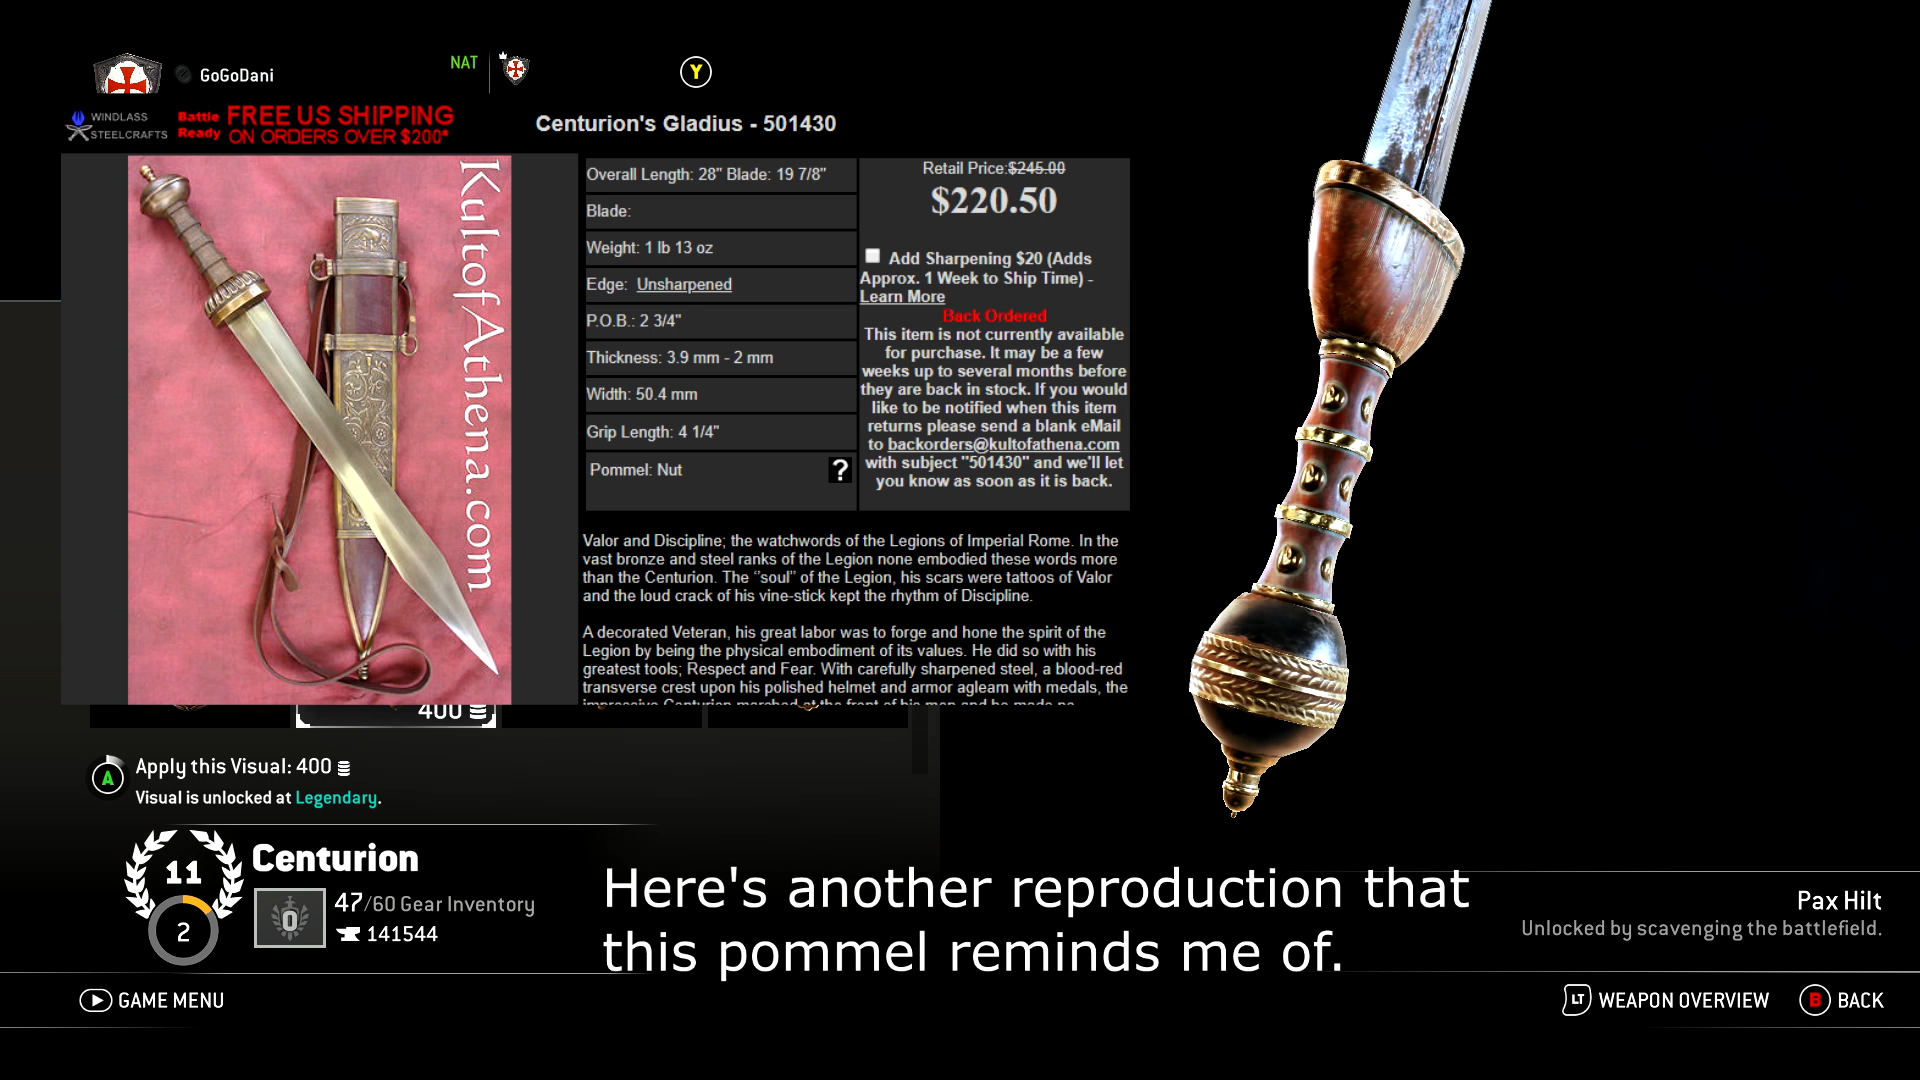 GoGoDani
NAT
Y
WINDLASS
STEELCRAFTS
Battle
Ready
FREE US SHIPPING
ON ORDERS OVER $200*
Centurion's Gladius - 501430
KultofAthena.com
Overall Length: 28" Blade: 19 7/8"
Blade:
Weight: 1 lb 13 oz
Edge: Unsharpened
P.O.B.: 2 3/4"
Thickness: 3.9 mm - 2 mm
Width: 50.4 mm
Grip Length: 4 1/4"
Pommel: Nut
?
Retail Price:$245.00
$220.50
Add Sharpening $20 (Adds
Approx. 1 Week to Ship Time) -
Learn More
Back Ordered
This item is not currently available
for purchase. It may be a few
weeks up to several months before
they are back in stock. If you would
like to be notified when this item
returns please send a blank eMail
to backorders@kultofathena.com
with subject "501430" and we'll let
you know as soon as it is back.
Valor and Discipline; the watchwords of the Legions of Imperial Rome. In the
vast bronze and steel ranks of the Legion none embodied these words more
than the Centurion. The ‘’soul’’ of the Legion, his scars were tattoos of Valor
and the loud crack of his vine-stick kept the rhythm of Discipline.
A decorated Veteran, his great labor was to forge and hone the spirit of the
Legion by being the physical embodiment of its values. He did so with his
greatest tools; Respect and Fear. With carefully sharpened steel, a blood-red
transverse crest upon his polished helmet and armor agleam with medals, the
400
A
Apply this Visual: 400
Visual is unlocked at Legendary.
11
2
Centurion
0
47/60 Gear Inventory
141544
Here's another reproduction that
this pommel reminds me of.
Pax Hilt
Unlocked by scavenging the battlefield.
GAME MENU
LT WEAPON OVERVIEW
B BACK